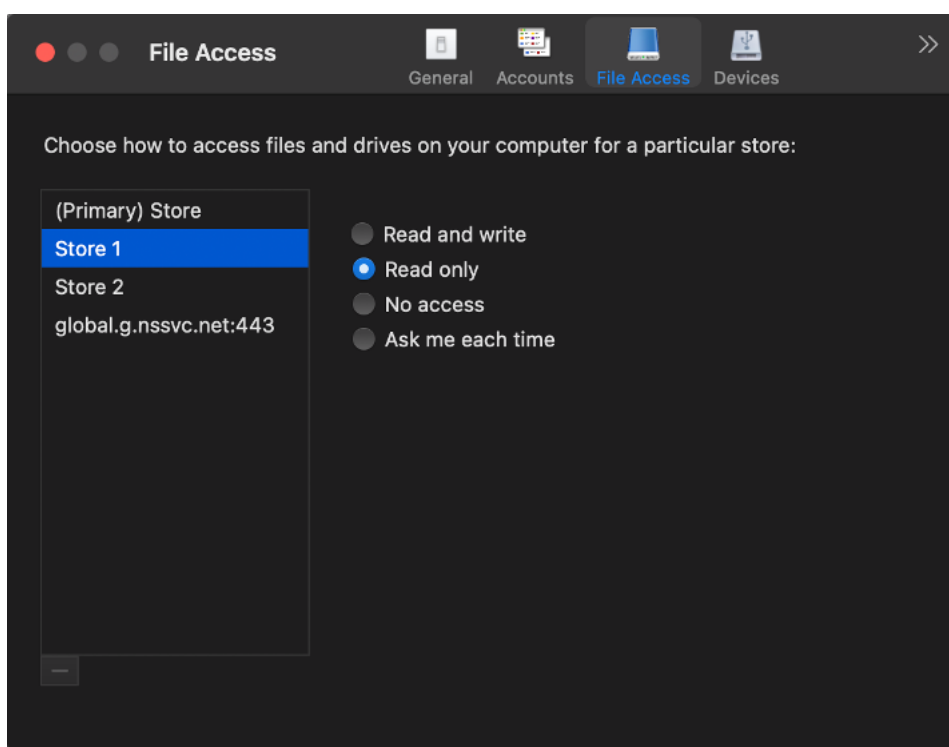 File Access
General Accounts File Access Devices
Choose how to access files and drives on your computer for a particular store:
(Primary) Store
Store 1
Store 2
global.g.nssvc.net:443
Read and write
Read only
No access
Ask me each time